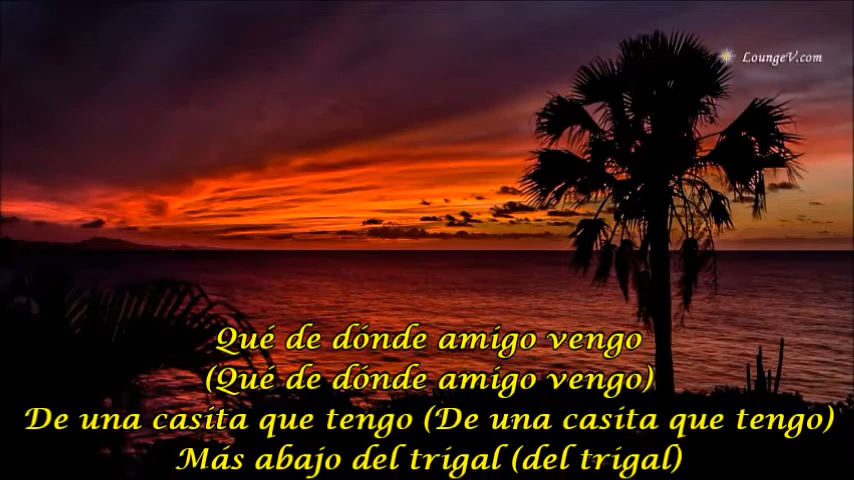 LoungeV.com
Qué de dónde amigo vengo
(Qué de dónde amigo vengo)
De una casita que tengo (De una casita que tengo)
Más abajo del trigal (del trigal)